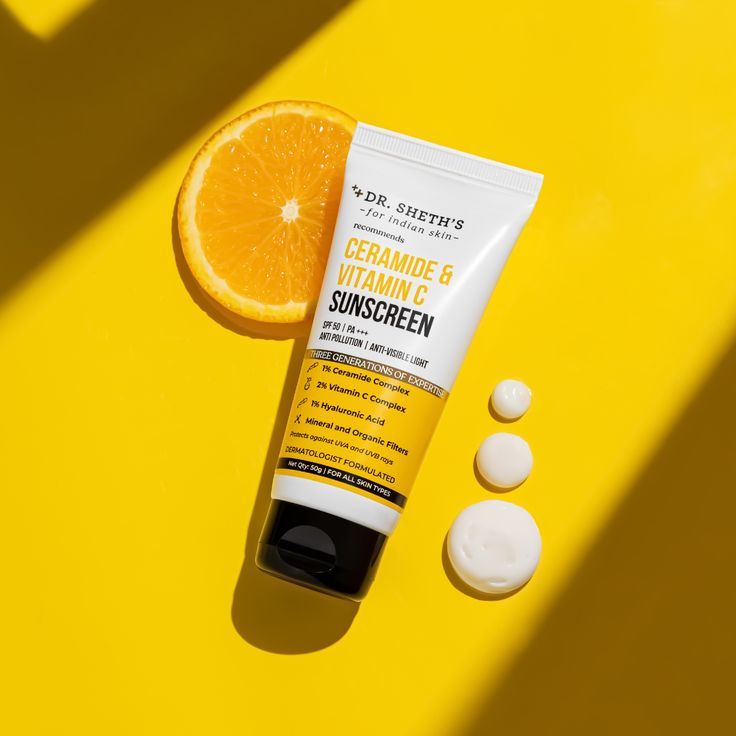 DR. SHETH'S
-for indian skin-
recommends
CERAMIDE &
VITAMIN C
SUNSCREEN
SPF 50 | PA +++
ANTI POLLUTION | ANTI-VISIBLE LIGHT
THREE GENERATIONS OF EXPERTISE
1% Ceramide Complex
2% Vitamin C Complex
1% Hyaluronic Acid
Mineral and Organic Filters
Protects against UVA and UVB rays
DERMATOLOGIST FORMULATED
Net Qty: 50g | FOR ALL SKIN TYPES